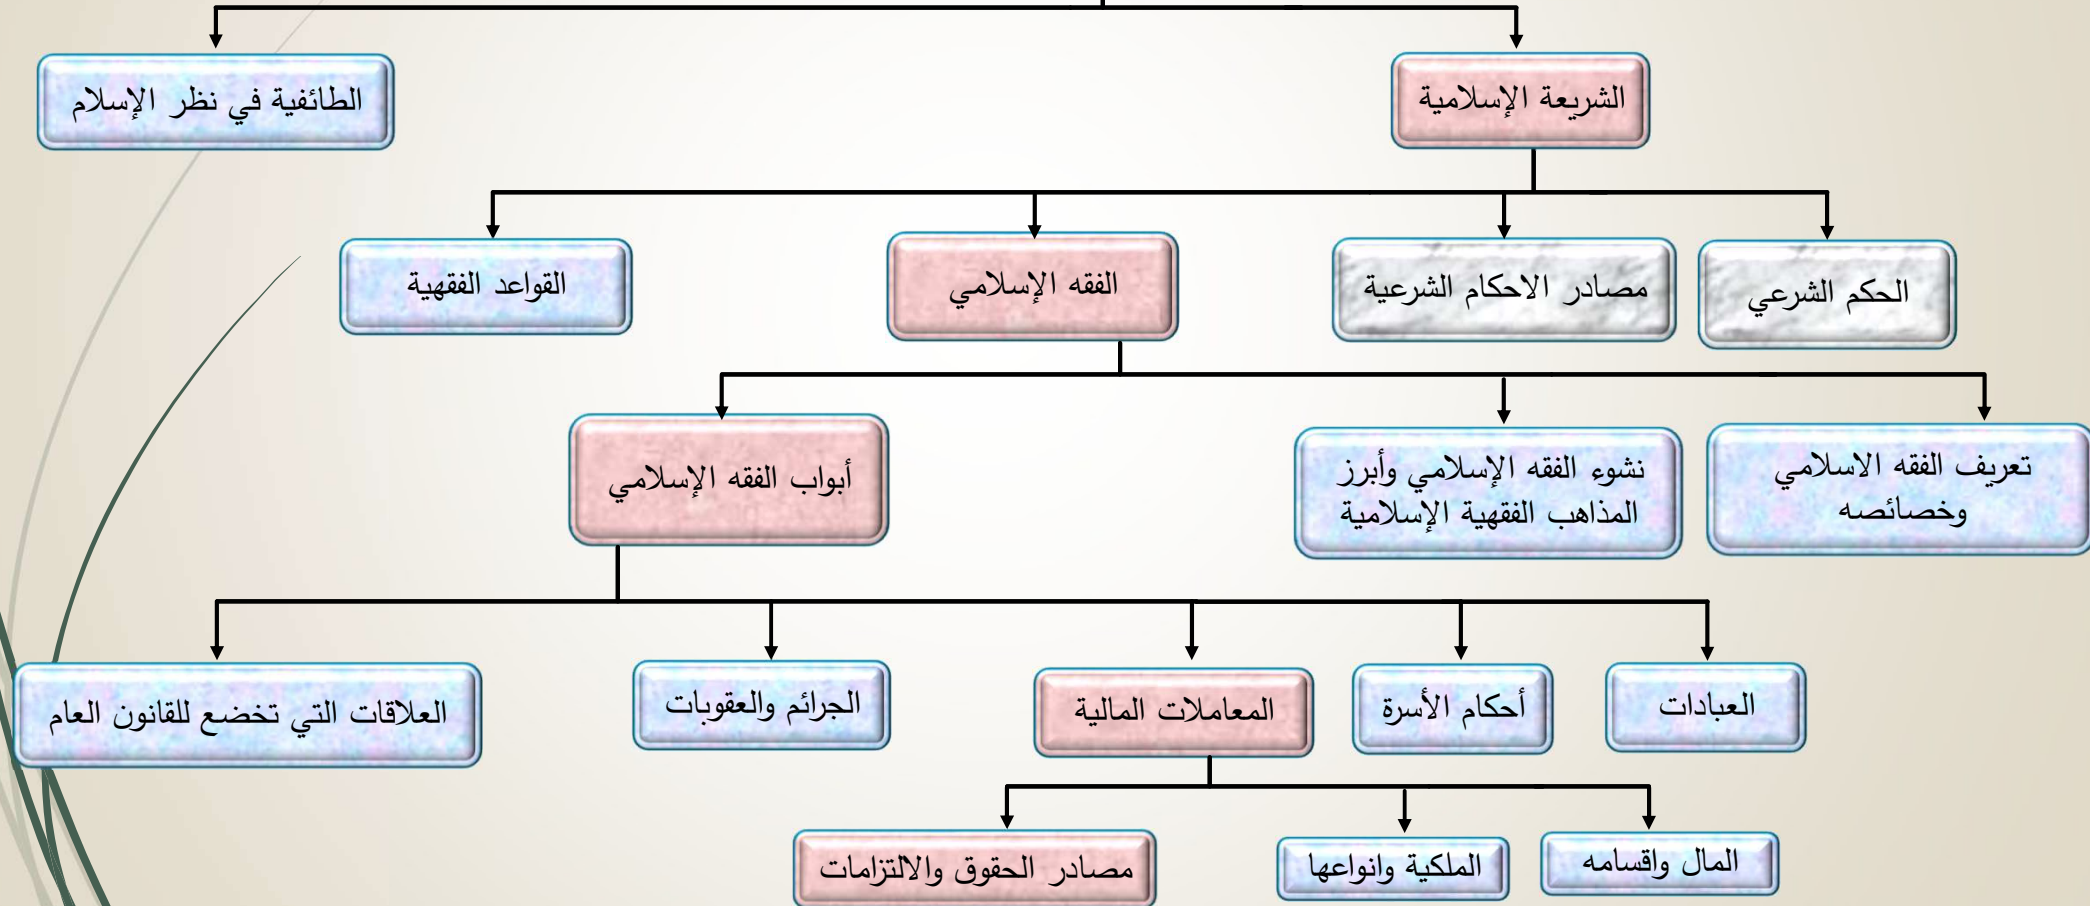 الشريعة الإسلامية
الطائفية في نظر الإسلام
الحكم الشرعي
مصادر الاحكام الشرعية
الفقه الإسلامي
القواعد الفقهية
تعريف الفقه الاسلامي
وخصائصه
نشوء الفقه الإسلامي وأبرز
المذاهب الفقهية الإسلامية
أبواب الفقه الإسلامي
العبادات
أحكام الأسرة
المعاملات المالية
الجرائم والعقوبات
العلاقات التي تخضع للقانون العام
المال واقسامه
الملكية وانواعها
مصادر الحقوق والالتزامات